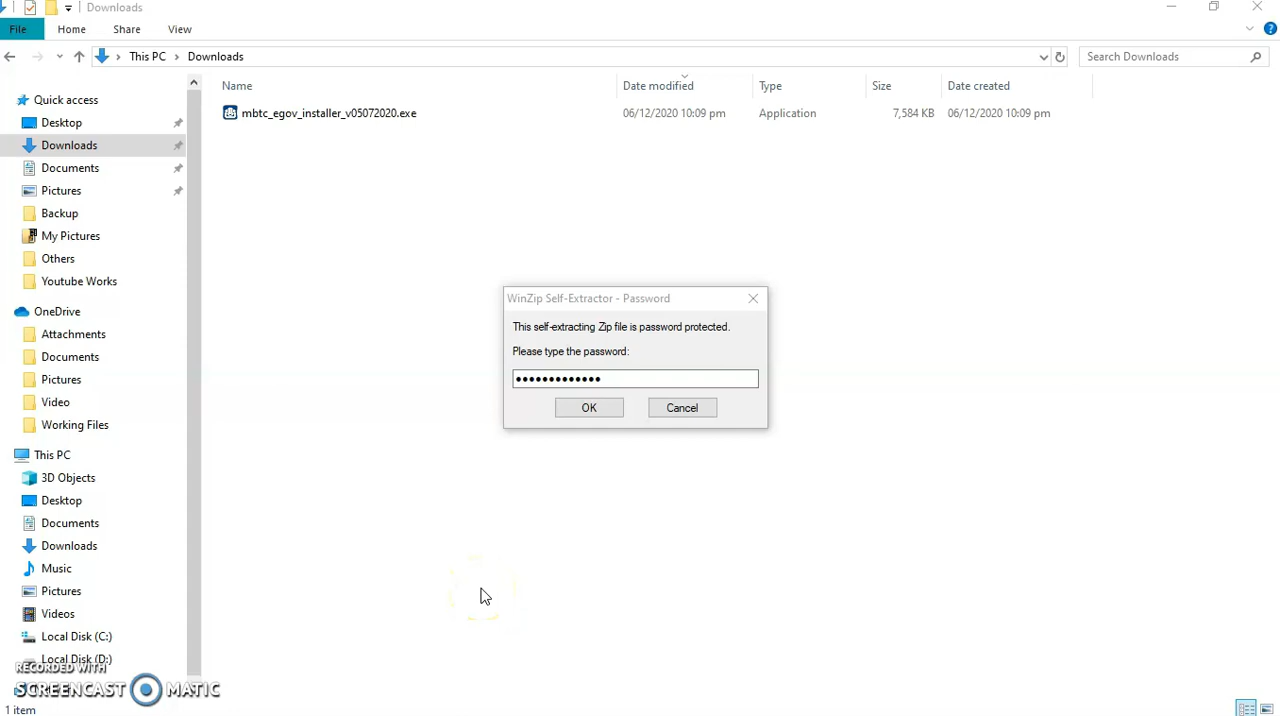 Downloads
File Home Share View
This PC Downloads
Search Downloads
Name Date modified Type Size Date created
mbtc_egov_installer_v05072020.exe 06/12/2020 10:09 pm Application 7,584 KB 06/12/2020 10:09 pm
Quick access
Desktop
Downloads
Documents
Pictures
Backup
My Pictures
Others
Youtube Works
OneDrive
Attachments
Documents
Pictures
Video
Working Files
This PC
3D Objects
Desktop
Documents
Downloads
Music
Pictures
Videos
Local Disk (C:)
Local Disk (D:)
WinZip Self-Extractor - Password
This self-extracting Zip file is password protected.
Please type the password:
•••••••••••••
OK Cancel
RECORDED WITH
SCREENCAST MATIC
1 item